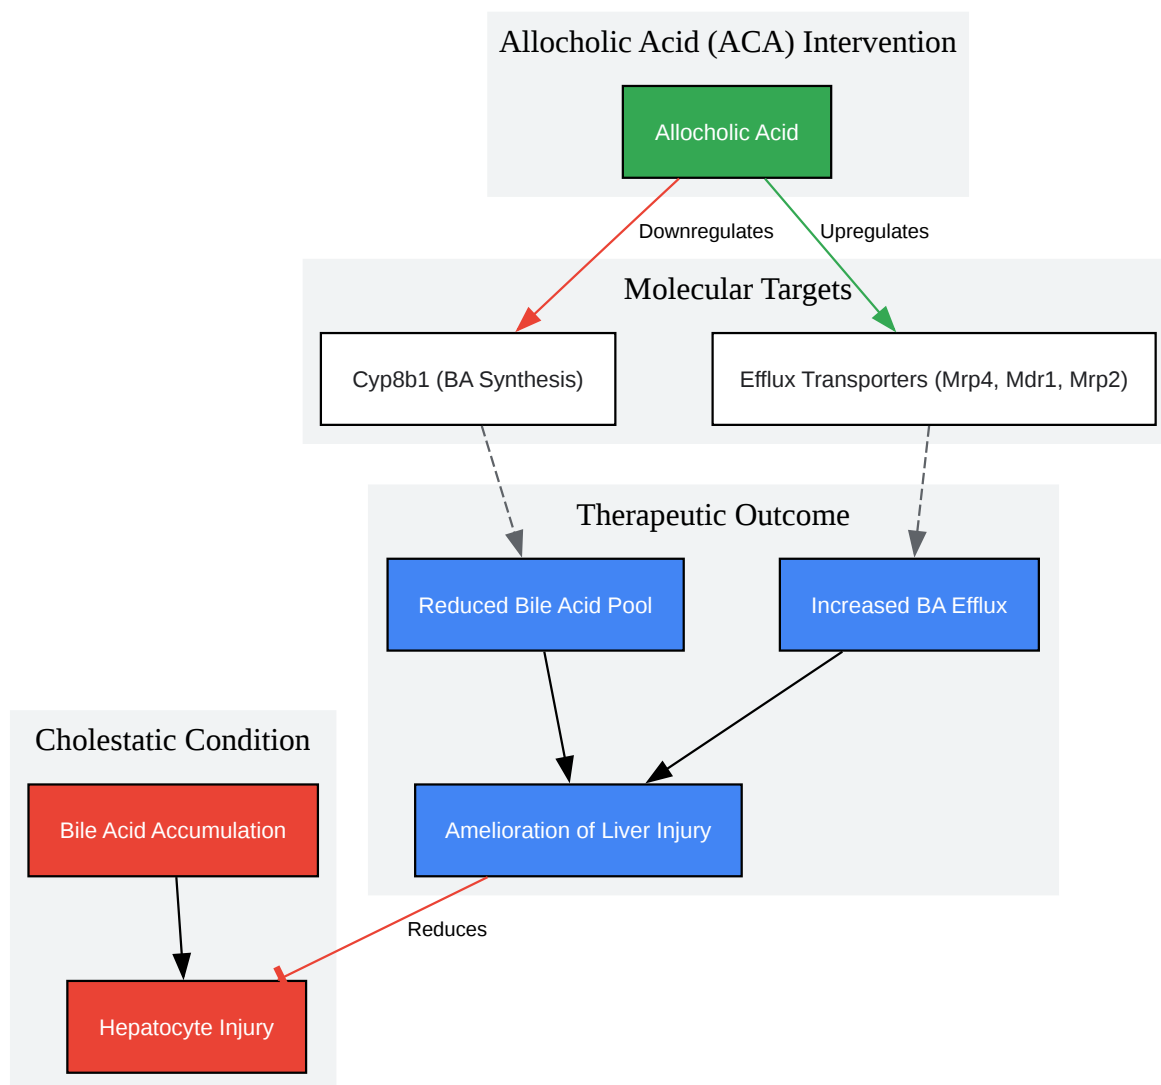 Allocholic Acid (ACA) Intervention
Allocholic Acid
Downregulates
Upregulates
Molecular Targets
Cyp8b1 (BA Synthesis)
Efflux Transporters (Mrp4, Mdr1, Mrp2)
Therapeutic Outcome
Reduced Bile Acid Pool
Increased BA Efflux
Cholestatic Condition
Bile Acid Accumulation
Amelioration of Liver Injury
Reduces
Hepatocyte Injury